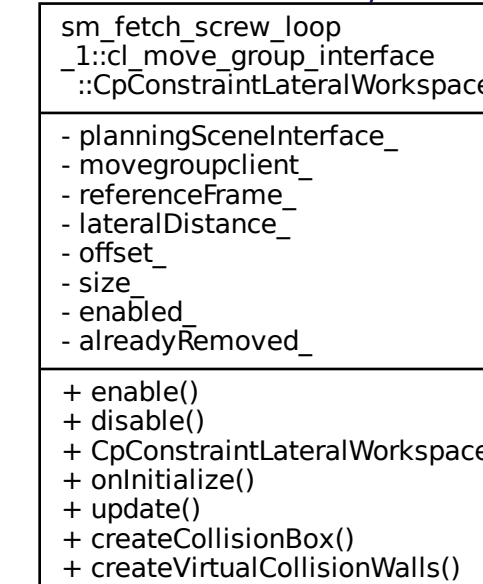 sm_fetch_screw_loop
_1::cl_move_group_interface
::CpConstraintLateralWorkspace
- planningSceneInterface_
- movegroupclient_
- referenceFrame_
- lateralDistance_
- offset_
- size_
- enabled_
- alreadyRemoved_
+ enable()
+ disable()
+ CpConstraintLateralWorkspace
+ onInitialize()
+ update()
+ createCollisionBox()
+ createVirtualCollisionWalls()